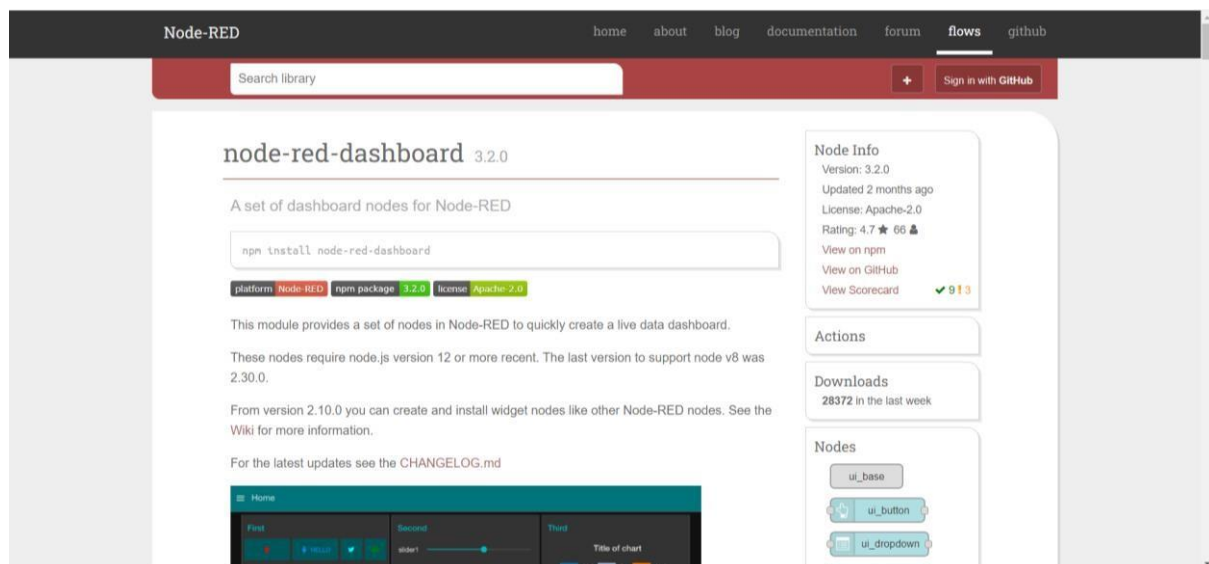 Node-RED
home about blog documentation forum flows github
Search library
+ Sign in with GitHub
node-red-dashboard 3.2.0
A set of dashboard nodes for Node-RED
npm install node-red-dashboard
platform Node-RED npm package 3.2.0 license Apache-2.0
This module provides a set of nodes in Node-RED to quickly create a live data dashboard.
These nodes require node.js version 12 or more recent. The last version to support node v8 was
2.30.0.
From version 2.10.0 you can create and install widget nodes like other Node-RED nodes. See the
Wiki for more information.
For the latest updates see the CHANGELOG.md
Home
First
HELLO
Second
slider1
Third
Title of chart
Node Info
Version: 3.2.0
Updated 2 months ago
License: Apache-2.0
Rating: 4.7 ★ 66
View on npm
View on GitHub
View Scorecard ✔ 9 ! 3
Actions
Downloads
28372 in the last week
Nodes
ui_base
ui_button
ui_dropdown